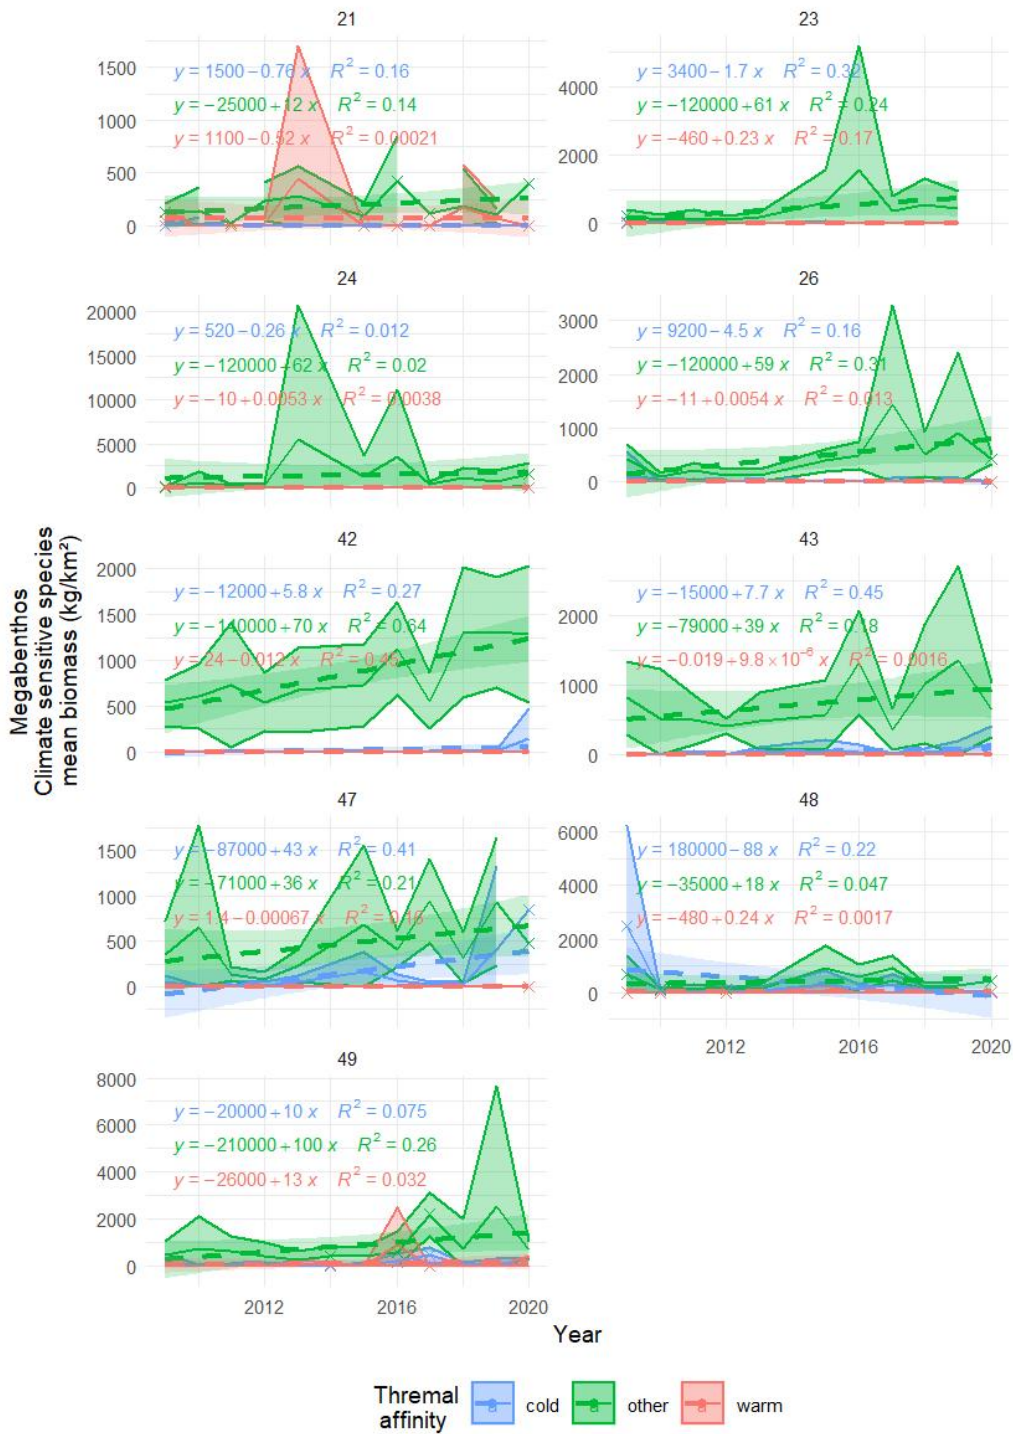 21
23
1500
1000
500
0
y = 1500−0.76 x R² = 0.16
y = −25000+12 x R² = 0.14
y = 1100−0.52 x R² = 0.00021
4000
2000
0
y = 3400−1.7 x R² = 0.32
y = −120000+61 x R² = 0.24
y = −460+0.23 x R² = 0.17
24
26
20000
15000
10000
5000
0
y = 520−0.26 x R² = 0.012
y = −120000+62 x R² = 0.02
y = −10+0.0053 x R² = 0.0038
3000
2000
1000
0
y = 9200−4.5 x R² = 0.16
y = −120000+59 x R² = 0.31
y = −11+0.0054 x R² = 0.013
Megabenthos
Climate sensitive species
mean biomass (kg/km²)
42
43
2000
1500
1000
500
0
y = −12000+5.8 x R² = 0.27
y = −140000+70 x R² = 0.64
y = 24−0.012 x R² = 0.46
2000
1000
0
y = −15000+7.7 x R² = 0.45
y = −79000+39 x R² = 0.18
y = −0.019+9.8×10⁻⁶ x R² = 0.0016
47
48
1500
1000
500
0
y = −87000+43 x R² = 0.41
y = −71000+36 x R² = 0.21
y = 1.4−0.00067 x R² = 0.16
6000
4000
2000
0
y = 180000−88 x R² = 0.22
y = −35000+18 x R² = 0.047
y = −480+0.24 x R² = 0.0017
2012 2016 2020
49
8000
6000
4000
2000
0
y = −20000+10 x R² = 0.075
y = −210000+100 x R² = 0.26
y = −26000+13 x R² = 0.032
2012 2016 2020
Year
Thremal
affinity
cold other warm